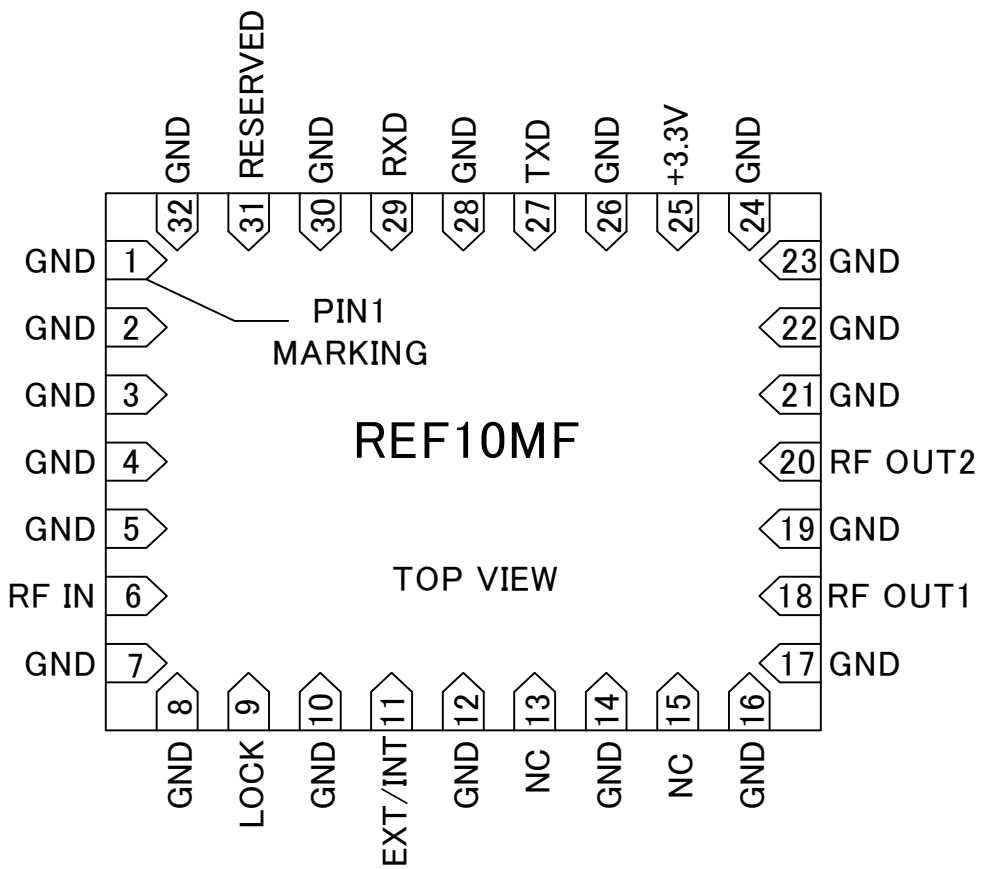 GND
RESERVED
GND
RXD
GND
TXD
GND
+3.3V
GND
32
31
30
29
28
27
26
25
24
GND 1
23 GND
PIN1
MARKING
GND 2
22 GND
GND 3
21 GND
REF10MF
GND 4
20 RF OUT2
GND 5
19 GND
TOP VIEW
RF IN 6
18 RF OUT1
GND 7
17 GND
8
9
10
11
12
13
14
15
16
GND
LOCK
GND
EXT/INT
GND
NC
GND
NC
GND